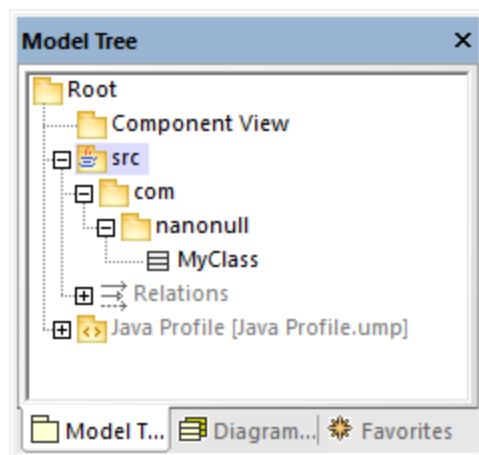 Model Tree
Root
Component View
src
com
nanonull
MyClass
Relations
Java Profile [Java Profile.ump]
Model T... Diagram... Favorites